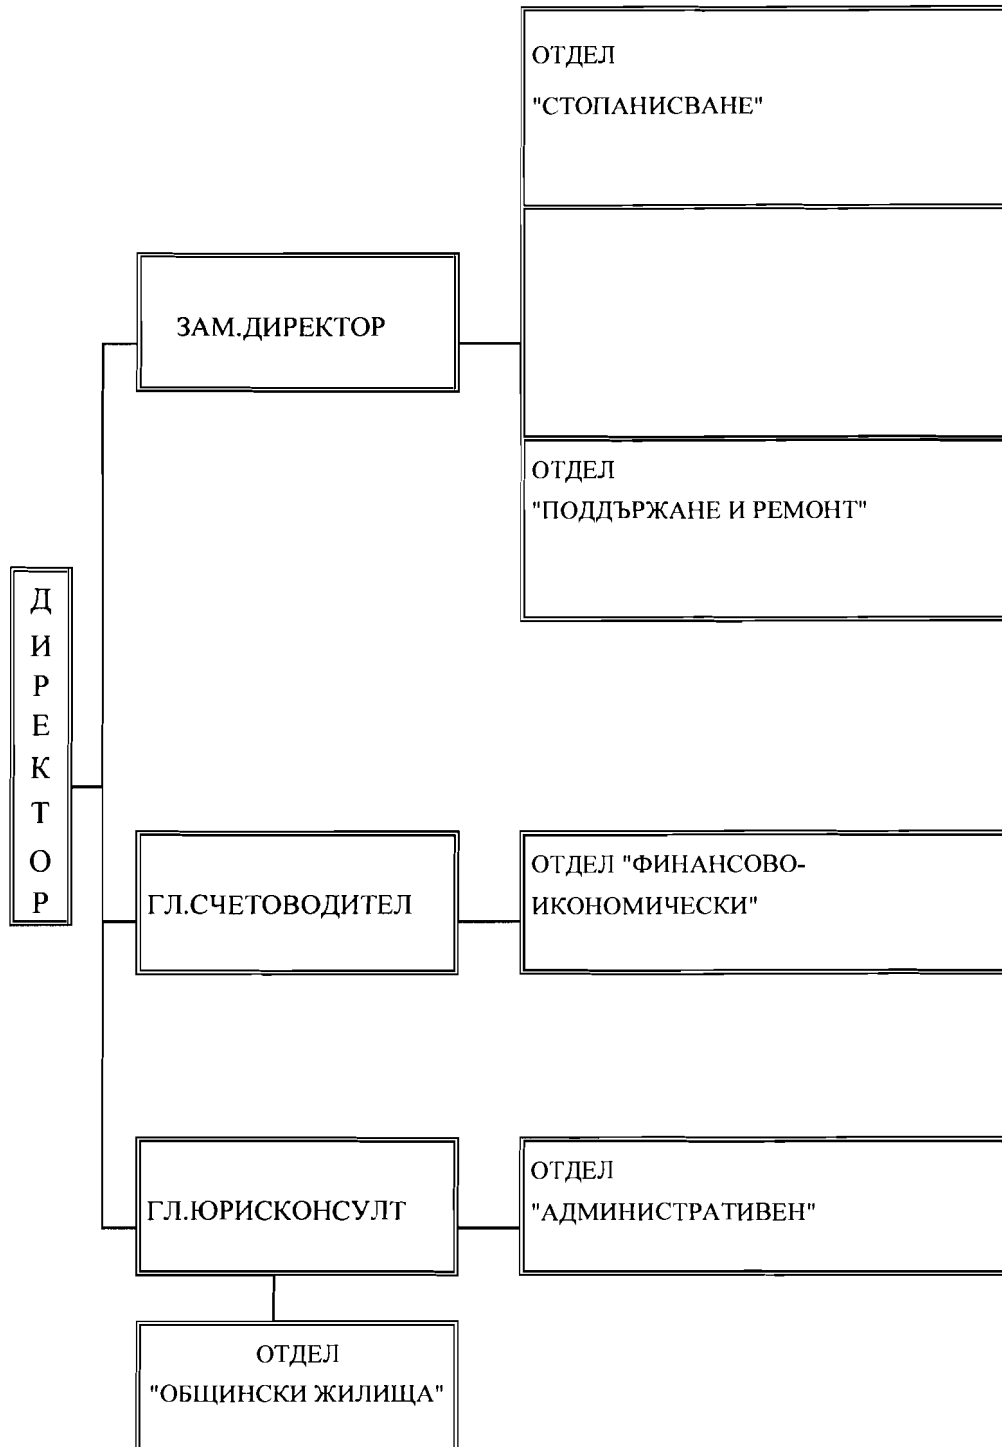 ОТДЕЛ
"СТОПАНИСВАНЕ"
ЗАМ.ДИРЕКТОР
ОТДЕЛ
"ПОДДЪРЖАНЕ И РЕМОНТ"
Д
И
Р
Е
К
Т
О
Р
ГЛ.СЧЕТОВОДИТЕЛ
ОТДЕЛ "ФИНАНСОВО-
ИКОНОМИЧЕСКИ"
ГЛ.ЮРИСКОНСУЛТ
ОТДЕЛ
"АДМИНИСТРАТИВЕН"
ОТДЕЛ
"ОБЩИНСКИ ЖИЛИЩА"